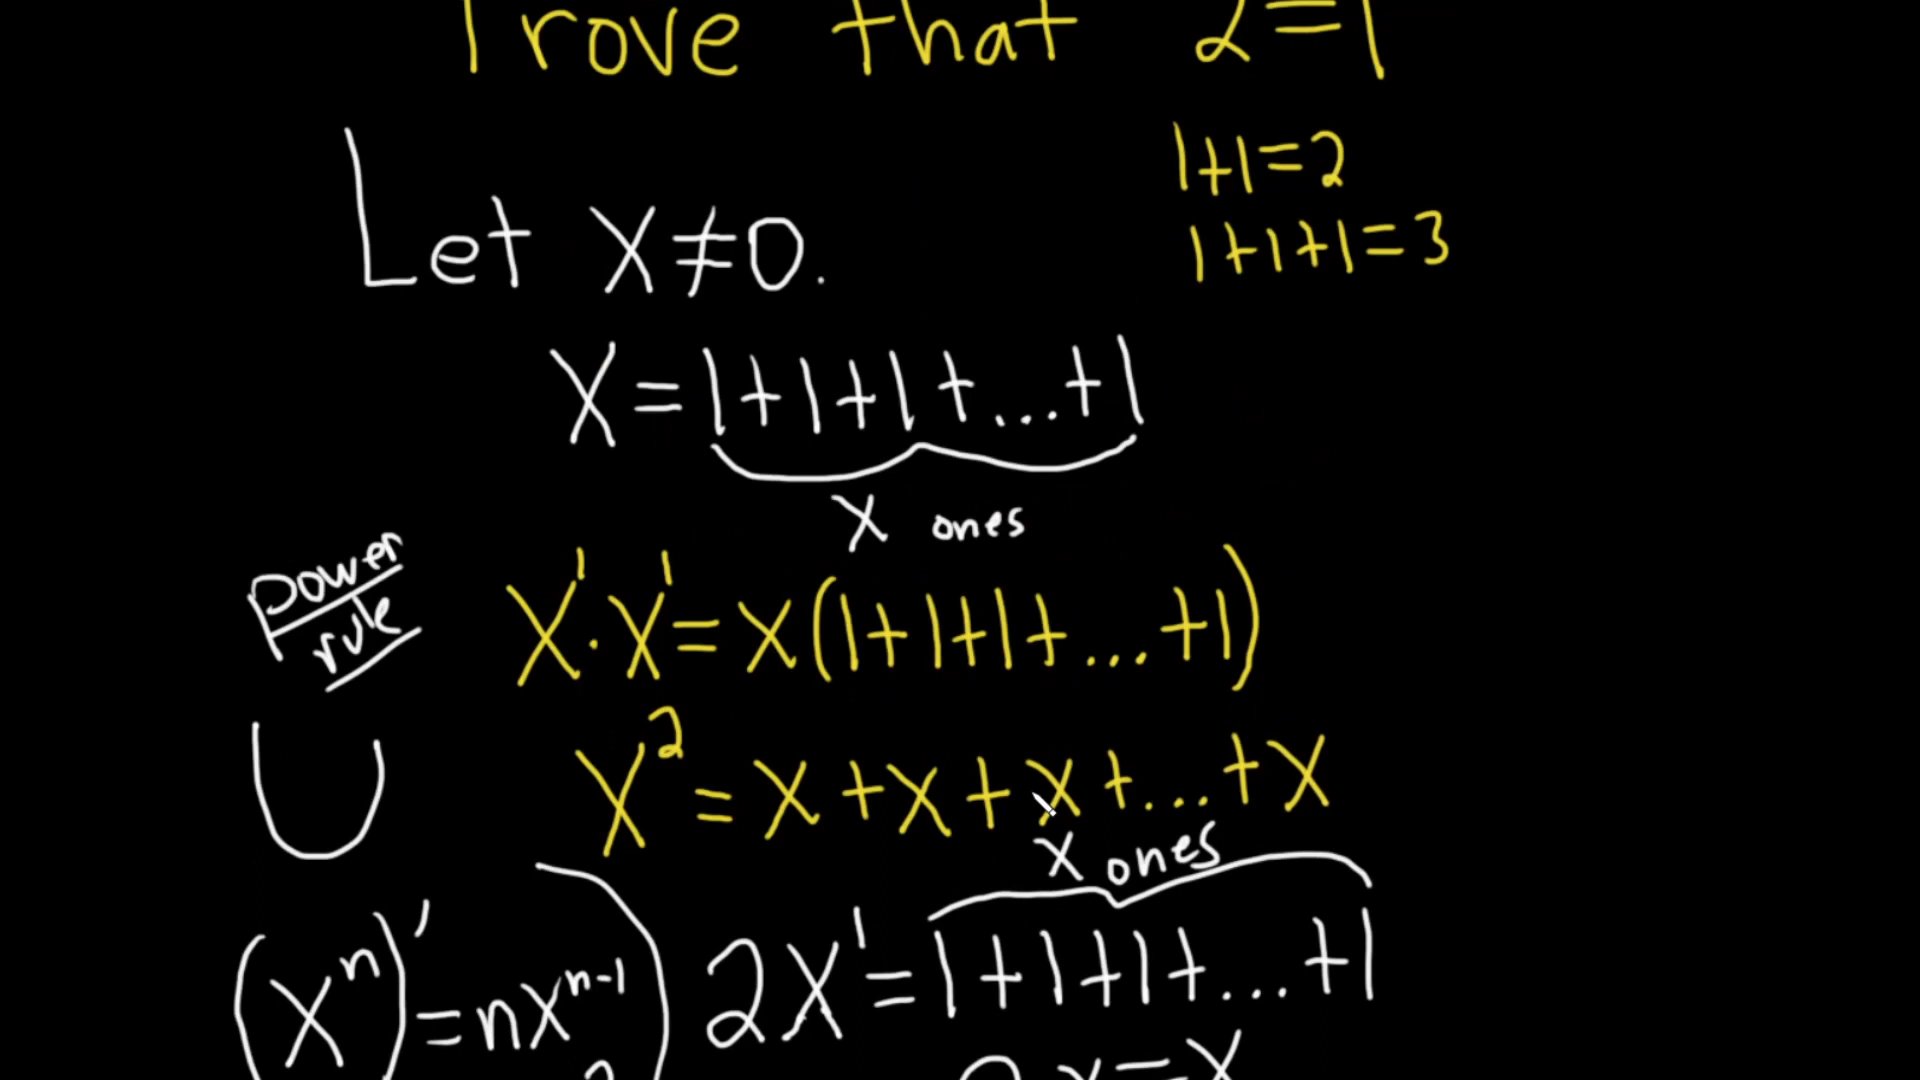 Prove that 2=1
1+1=2
Let x≠0.
1+1+1=3
x=1+1+1+...+1
x ones
power rule
x¹·x¹=x(1+1+1+...+1)
x²=x+x+x+...+x
x ones
(xⁿ)'=nxⁿ⁻¹
2x¹=1+1+1+...+1
2x=x